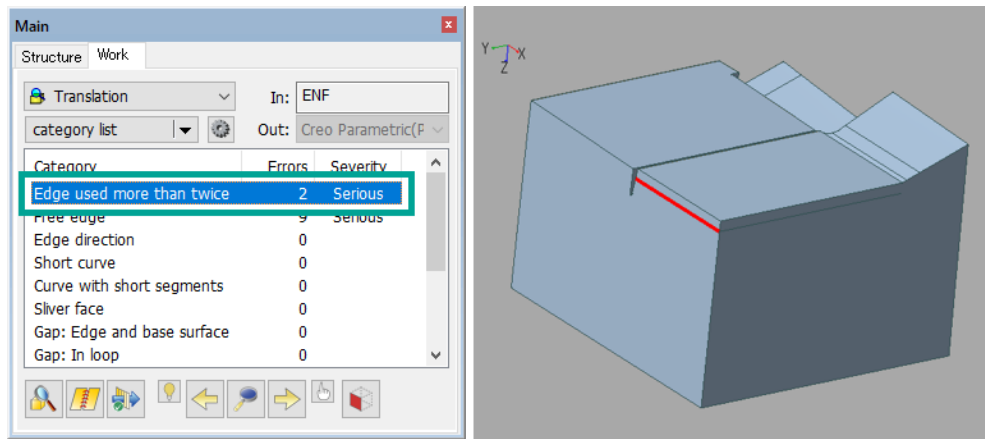 Main
Structure Work
Translation In: ENF
category list Out: Creo Parametric(P
Category Errors Severity
Edge used more than twice 2 Serious
Free edge 9 Serious
Edge direction 0
Short curve 0
Curve with short segments 0
Sliver face 0
Gap: Edge and base surface 0
Gap: In loop 0
Y X
Z